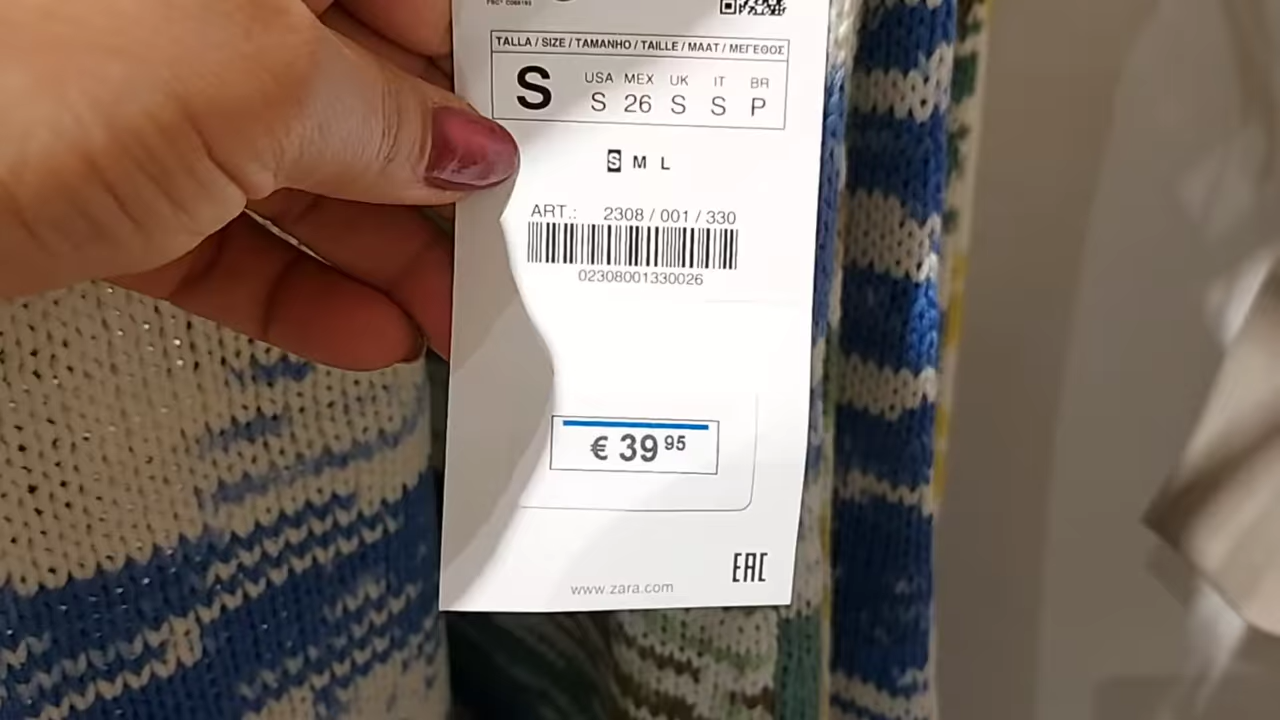 TALLA / SIZE / TAMANHO / TAILLE / MAAT / ΜΕΓΕΘΟΣ
S
USA MEX UK IT BR
S 26 S S P
S M L
ART.: 2308 / 001 / 330
02308001330026
€ 39 95
EAC
www.zara.com